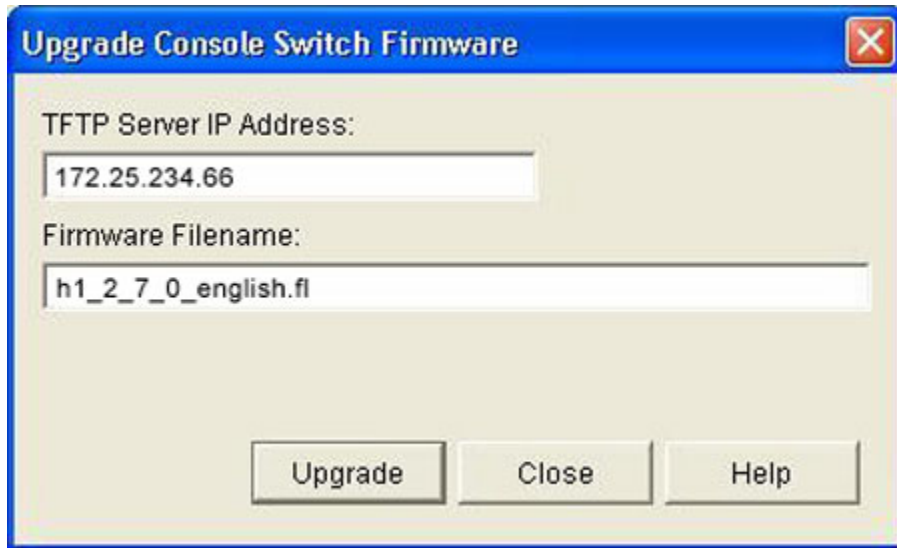 Upgrade Console Switch Firmware
TFTP Server IP Address:
172.25.234.66
Firmware Filename:
h1_2_7_0_english.fl
Upgrade Close Help